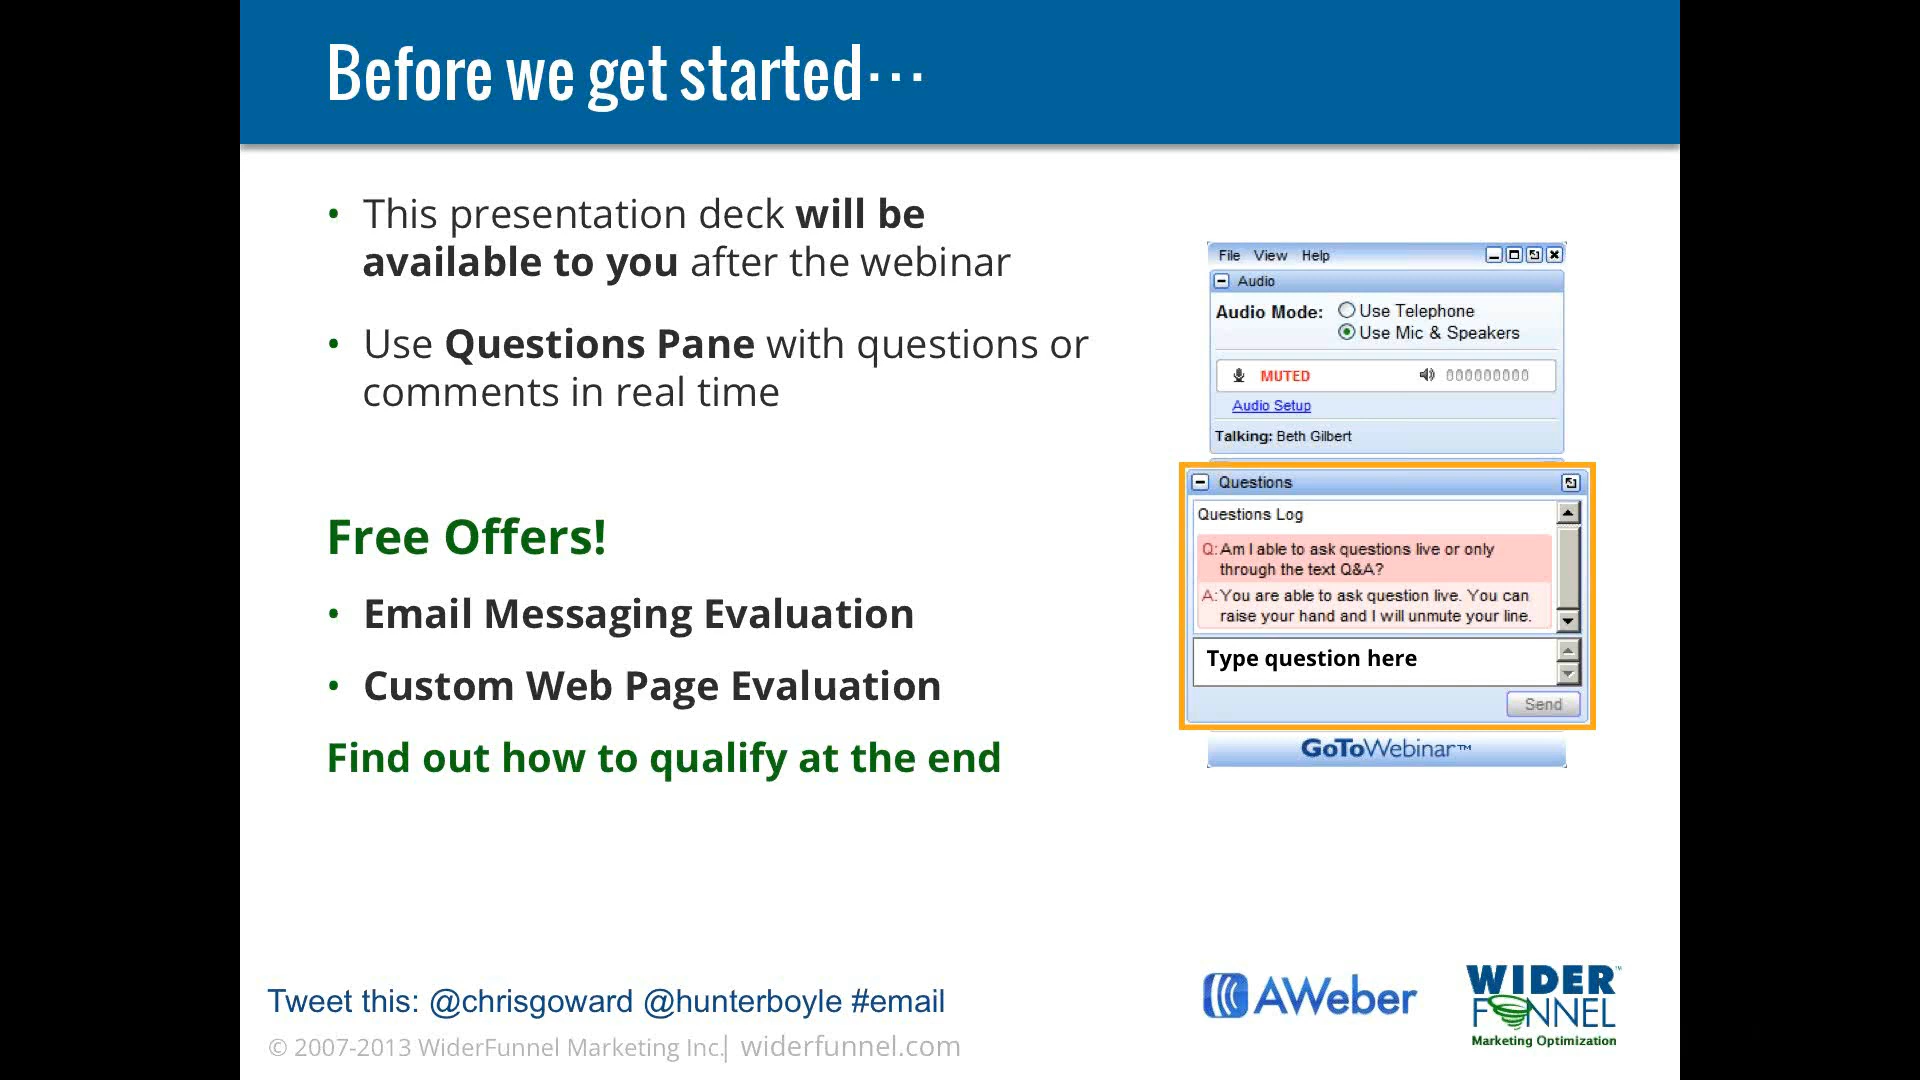 Before we get started...
• This presentation deck will be
available to you after the webinar
• Use Questions Pane with questions or
comments in real time
Free Offers!
• Email Messaging Evaluation
• Custom Web Page Evaluation
Find out how to qualify at the end
File View Help
Audio
Audio Mode: Use Telephone
Use Mic & Speakers
MUTED 000000000
Audio Setup
Talking: Beth Gilbert
Questions
Questions Log
Q: Am I able to ask questions live or only
through the text Q&A?
A: You are able to ask question live. You can
raise your hand and I will unmute your line.
Type question here
Send
GoToWebinar™
Tweet this: @chrisgoward @hunterboyle #email
© 2007-2013 WiderFunnel Marketing Inc.| widerfunnel.com
AWeber
WIDER™
FUNNEL
Marketing Optimization